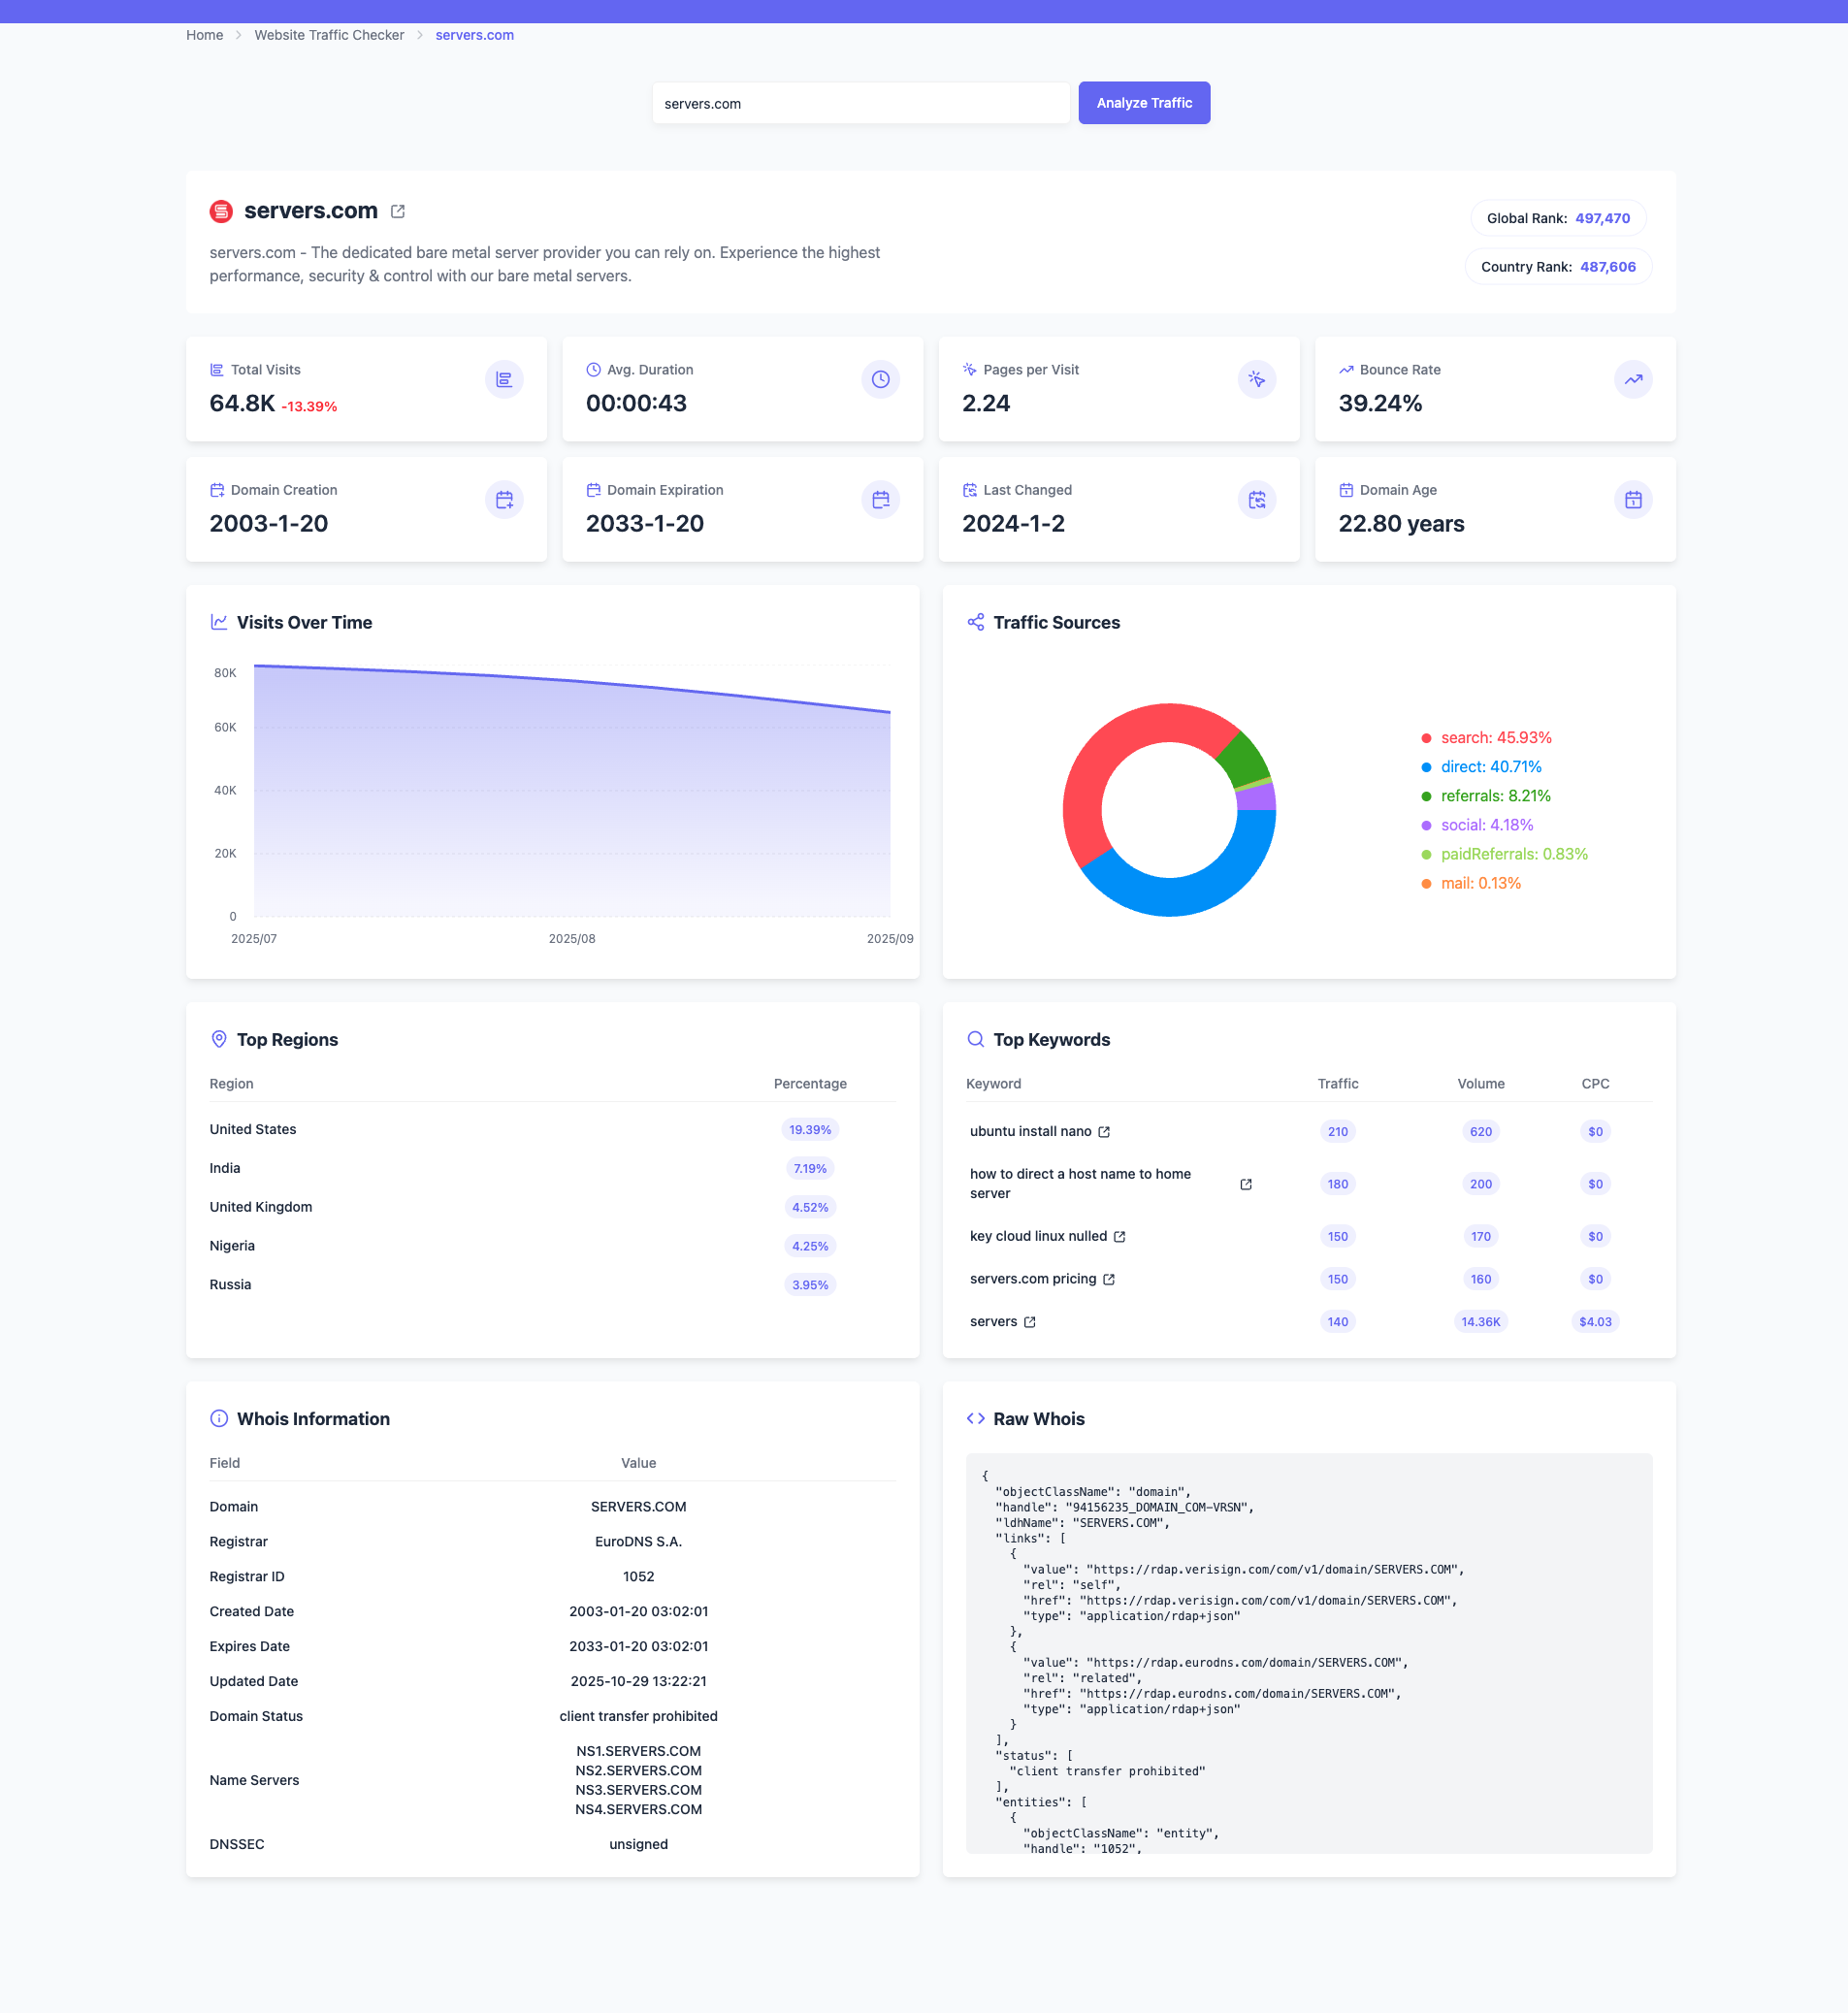 Home > Website Traffic Checker > servers.com
servers.com
Analyze Traffic
servers.com
servers.com - The dedicated bare metal server provider you can rely on. Experience the highest
performance, security & control with our bare metal servers.
Global Rank: 497,470
Country Rank: 487,606
Total Visits
64.8K -13.39%
Avg. Duration
00:00:43
Pages per Visit
2.24
Bounce Rate
39.24%
Domain Creation
2003-1-20
Domain Expiration
2033-1-20
Last Changed
2024-1-2
Domain Age
22.80 years
Visits Over Time
80K
60K
40K
20K
0
2025/07 2025/08 2025/09
Traffic Sources
search: 45.93%
direct: 40.71%
referrals: 8.21%
social: 4.18%
paidReferrals: 0.83%
mail: 0.13%
Top Regions
Region Percentage
United States 19.39%
India 7.19%
United Kingdom 4.52%
Nigeria 4.25%
Russia 3.95%
Top Keywords
Keyword Traffic Volume CPC
ubuntu install nano 210 620 $0
how to direct a host name to home
server 180 200 $0
key cloud linux nulled 150 170 $0
servers.com pricing 150 160 $0
servers 140 14.36K $4.03
Whois Information
Field Value
Domain SERVERS.COM
Registrar EuroDNS S.A.
Registrar ID 1052
Created Date 2003-01-20 03:02:01
Expires Date 2033-01-20 03:02:01
Updated Date 2025-10-29 13:22:21
Domain Status client transfer prohibited
Name Servers NS1.SERVERS.COM
NS2.SERVERS.COM
NS3.SERVERS.COM
NS4.SERVERS.COM
DNSSEC unsigned
Raw Whois
{
"objectClassName": "domain",
"handle": "94156235_DOMAIN_COM-VRSN",
"ldhName": "SERVERS.COM",
"links": [
{
"value": "https://rdap.verisign.com/com/v1/domain/SERVERS.COM",
"rel": "self",
"href": "https://rdap.verisign.com/com/v1/domain/SERVERS.COM",
"type": "application/rdap+json"
},
{
"value": "https://rdap.eurodns.com/domain/SERVERS.COM",
"rel": "related",
"href": "https://rdap.eurodns.com/domain/SERVERS.COM",
"type": "application/rdap+json"
}
],
"status": [
"client transfer prohibited"
],
"entities": [
{
"objectClassName": "entity",
"handle": "1052",